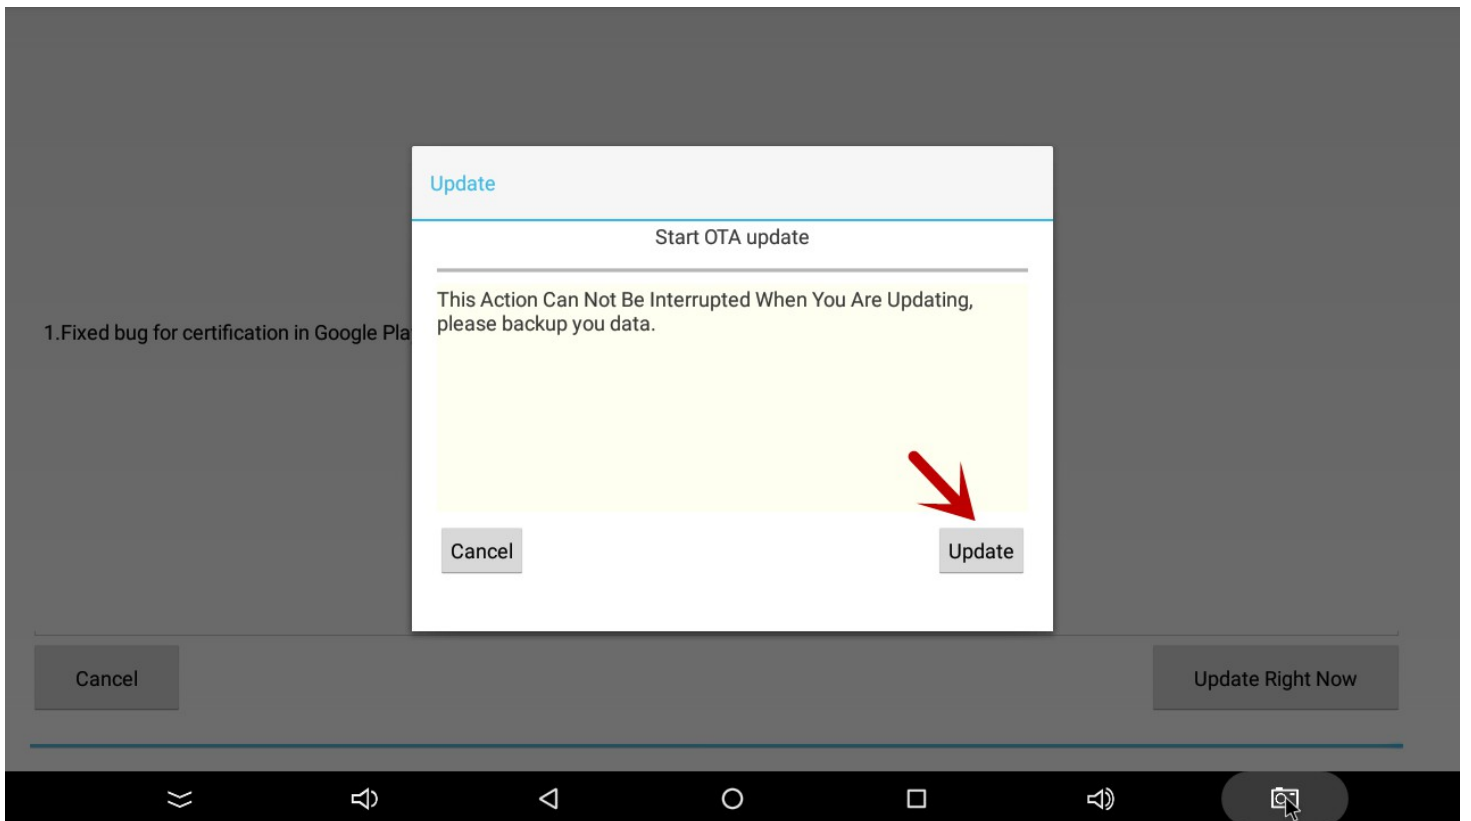 Update
Start OTA update
This Action Can Not Be Interrupted When You Are Updating,
please backup you data.
1.Fixed bug for certification in Google
Cancel
Update
Cancel
Update Right Now